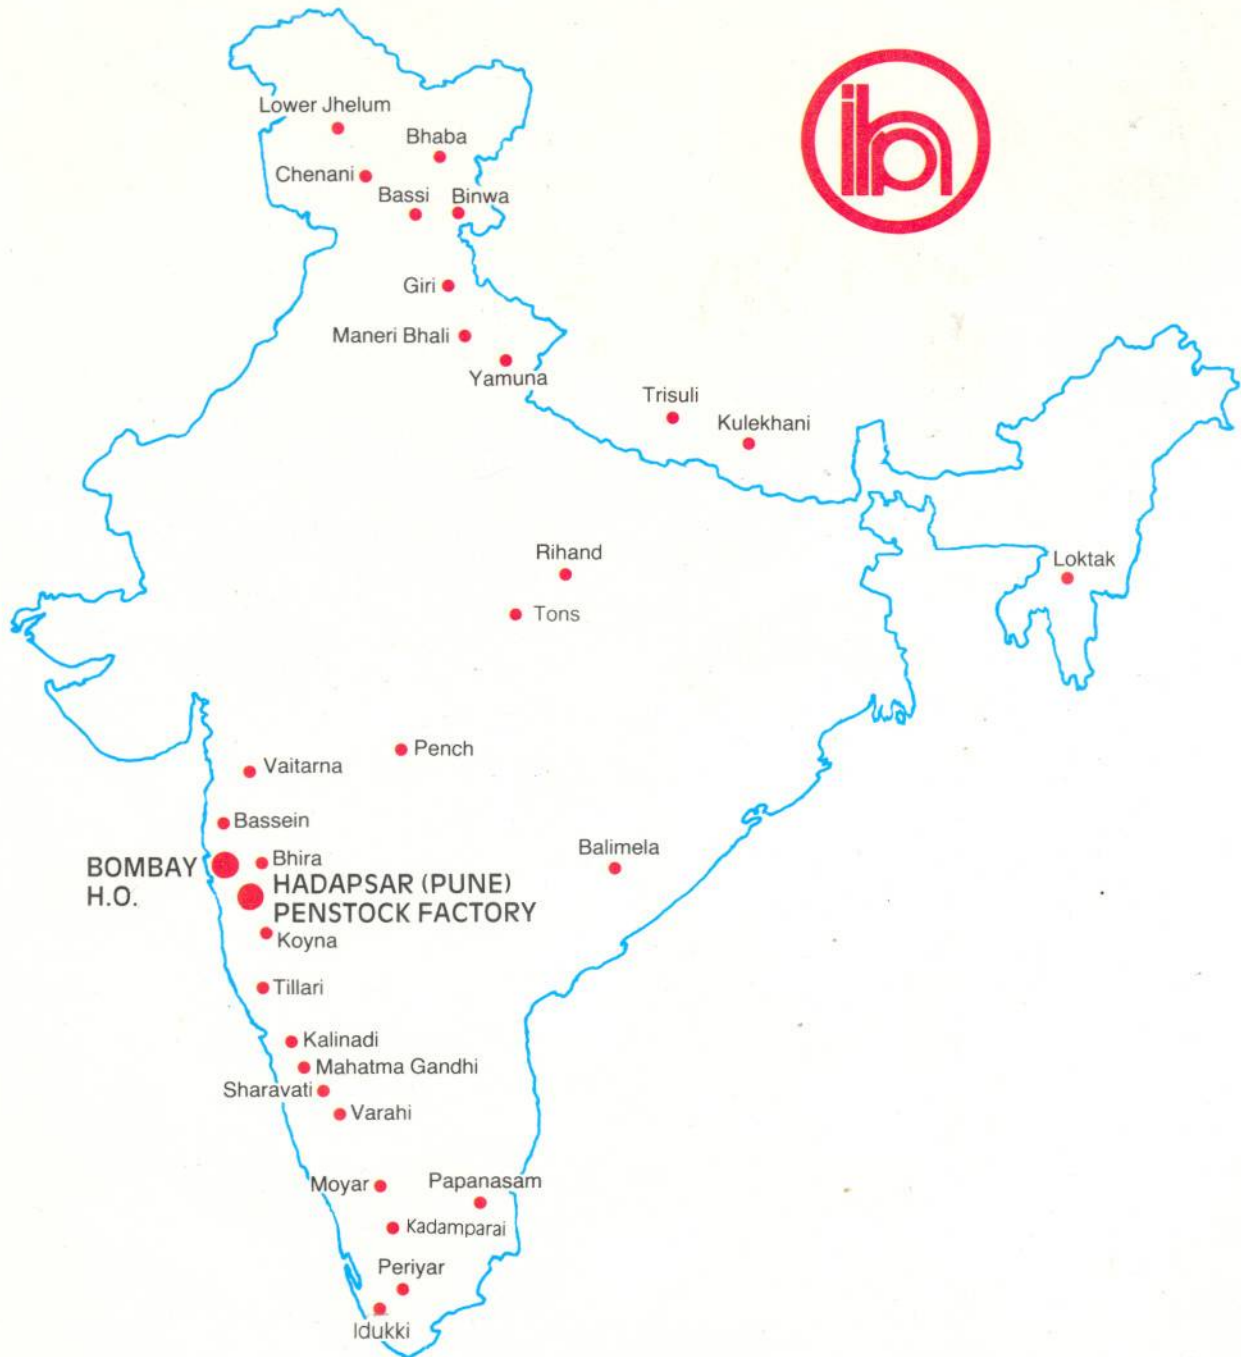 ihp
Lower Jhelum
Bhaba
Chenani
Bassi
Binwa
Giri
Maneri Bhali
Yamuna
Trisuli
Kulekhani
Rihand
Loktak
Tons
Pench
Vaitarna
Bassein
Balimela
BOMBAY
H.O.
Bhira
HADAPSAR (PUNE)
PENSTOCK FACTORY
Koyna
Tillari
Kalinadi
Mahatma Gandhi
Sharavati
Varahi
Moyar
Papanasam
Kadamparai
Periyar
Idukki